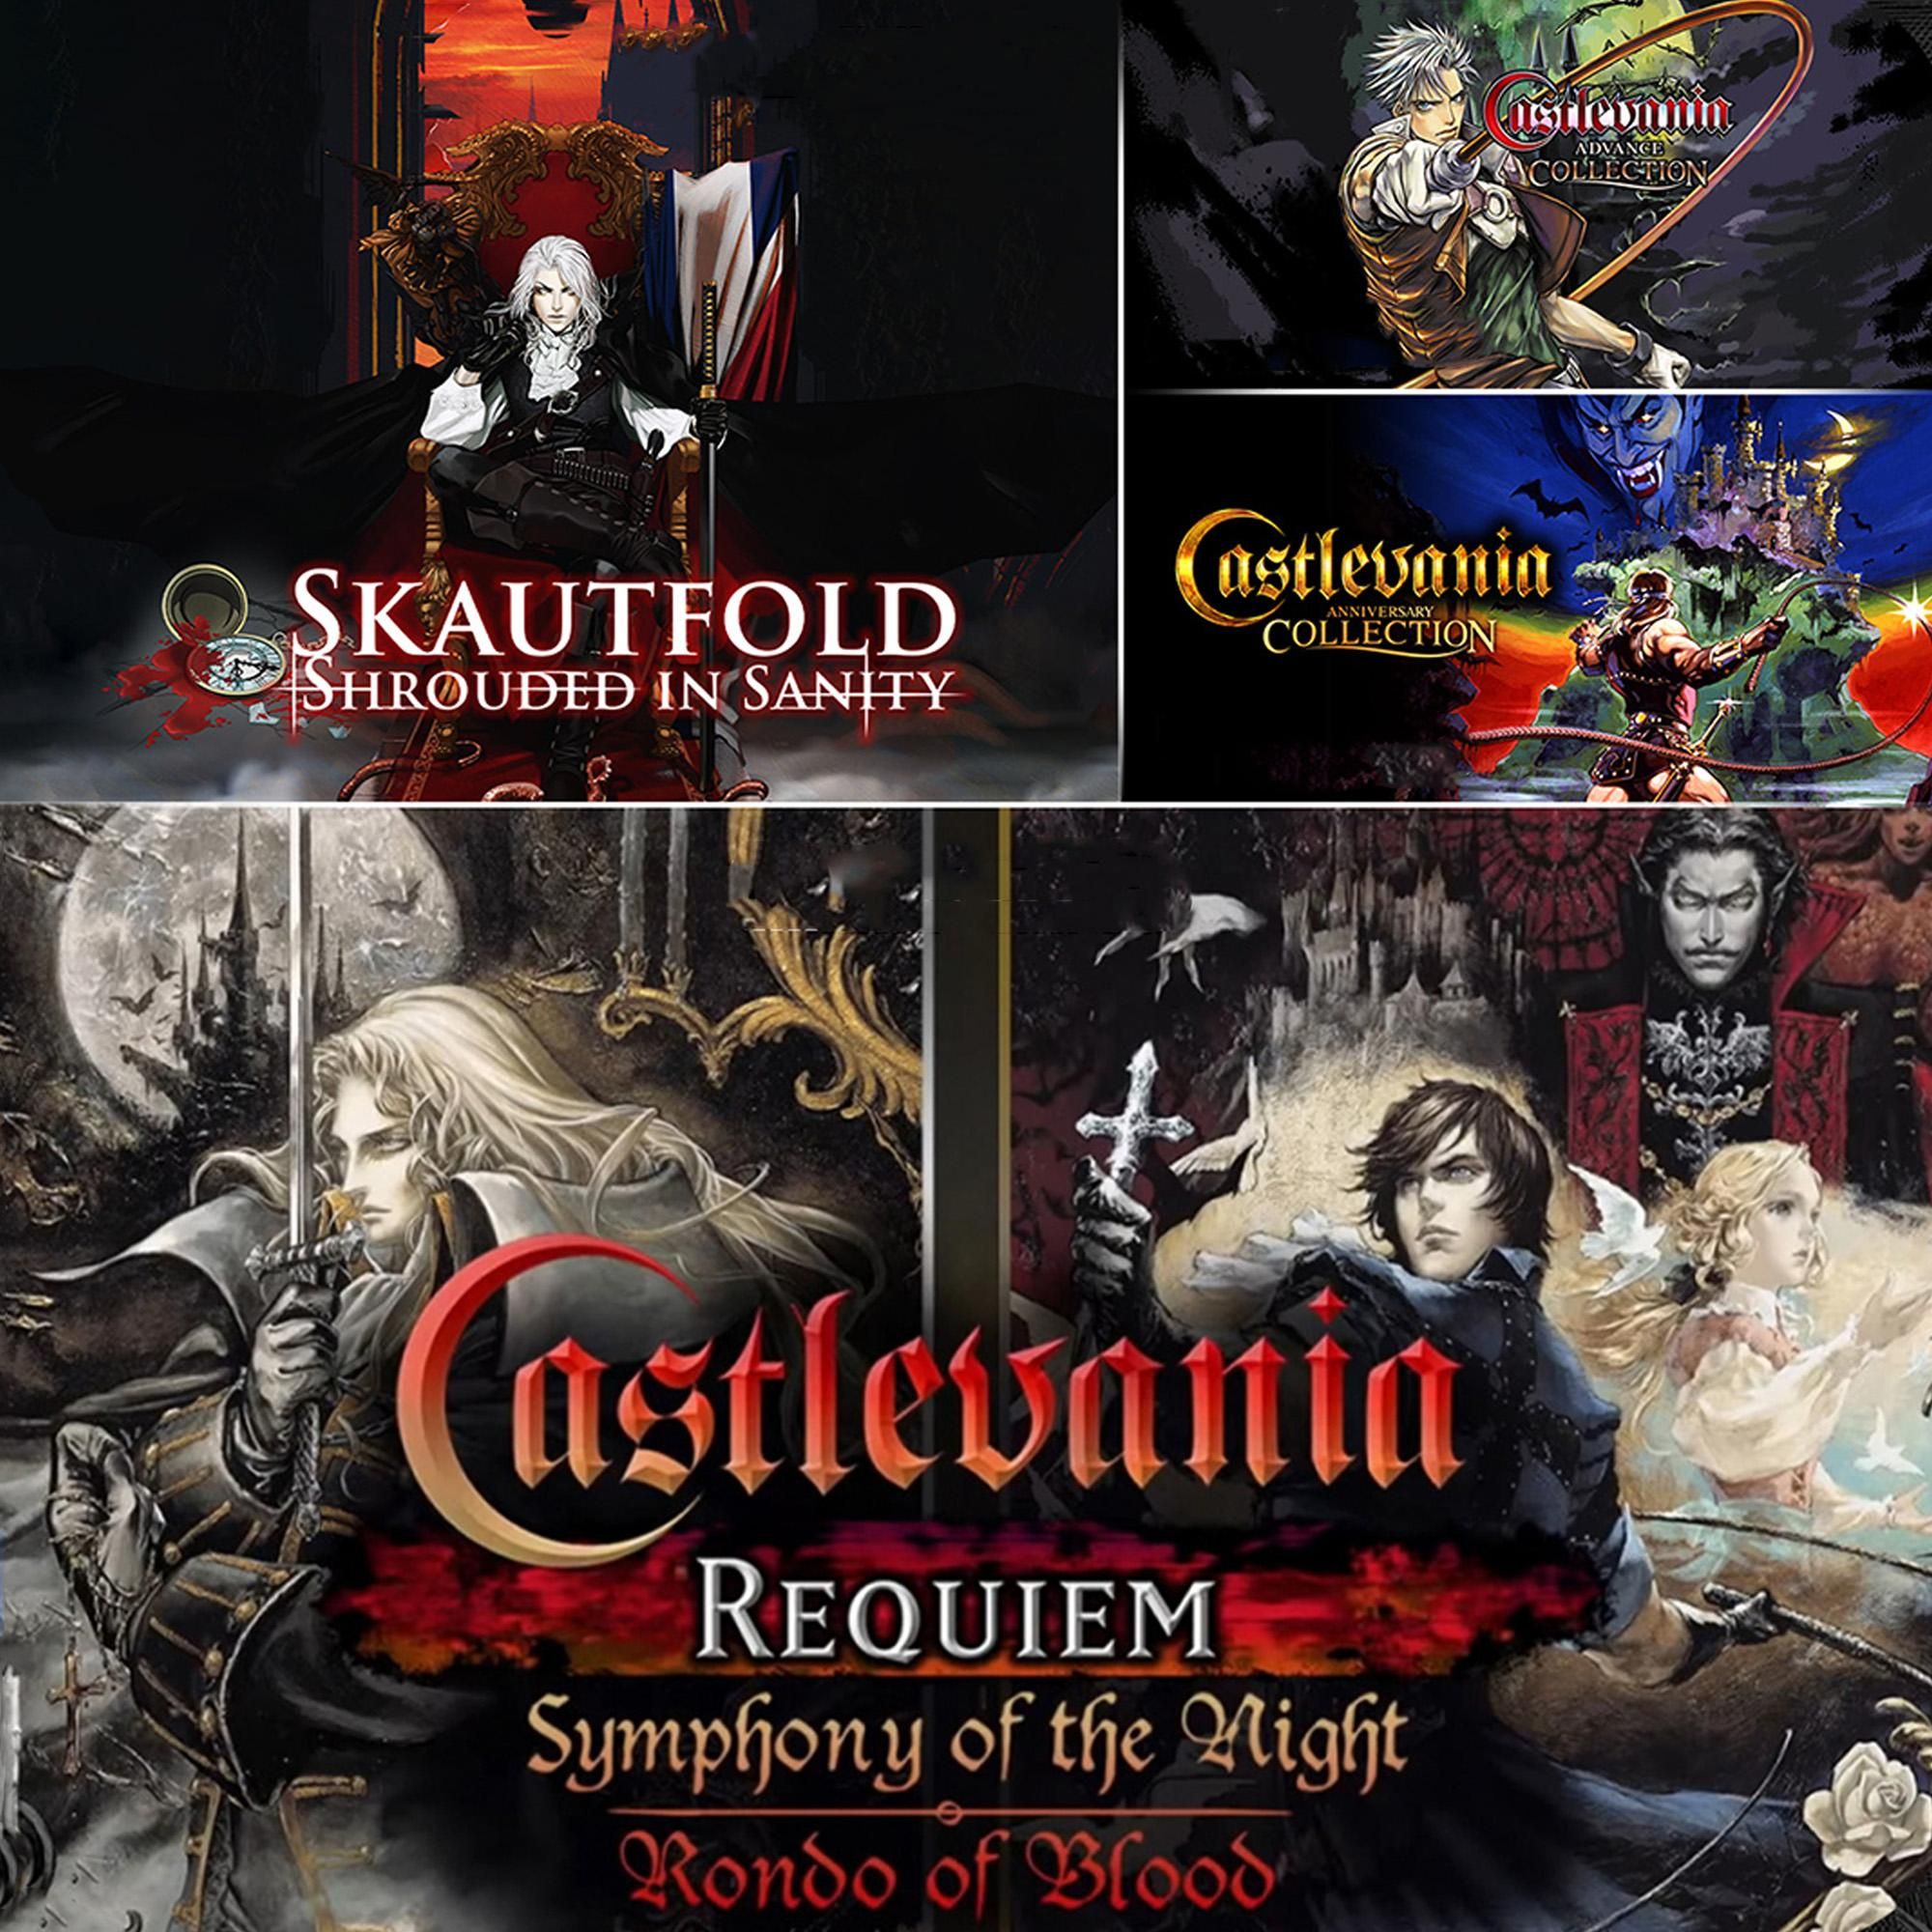 SKAUTFOLD
SHROUDED IN SANITY
Castlevania
ADVANCE
COLLECTION
Castlevania
ANNIVERSARY
COLLECTION
Castlevania
REQUIEM
Symphony of the Night
Rondo of Blood